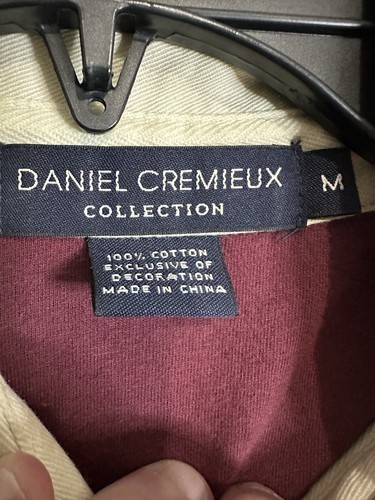 DANIEL CREMIEUX
COLLECTION
M
100% COTTON
EXCLUSIVE OF
DECORATION
MADE IN CHINA